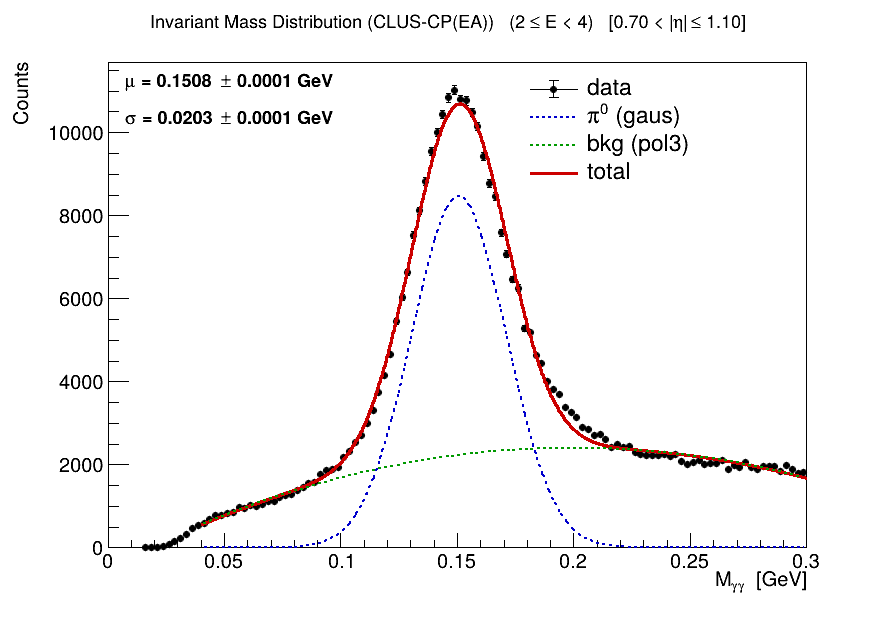 Invariant Mass Distribution (CLUS-CP(EA)) (2 ≤ E < 4) [0.70 < |η| ≤ 1.10]
Counts
μ = 0.1508 ± 0.0001 GeV
σ = 0.0203 ± 0.0001 GeV
data
π⁰ (gaus)
bkg (pol3)
total
10000
8000
6000
4000
2000
0
0 0.05 0.1 0.15 0.2 0.25 0.3
Mγγ [GeV]